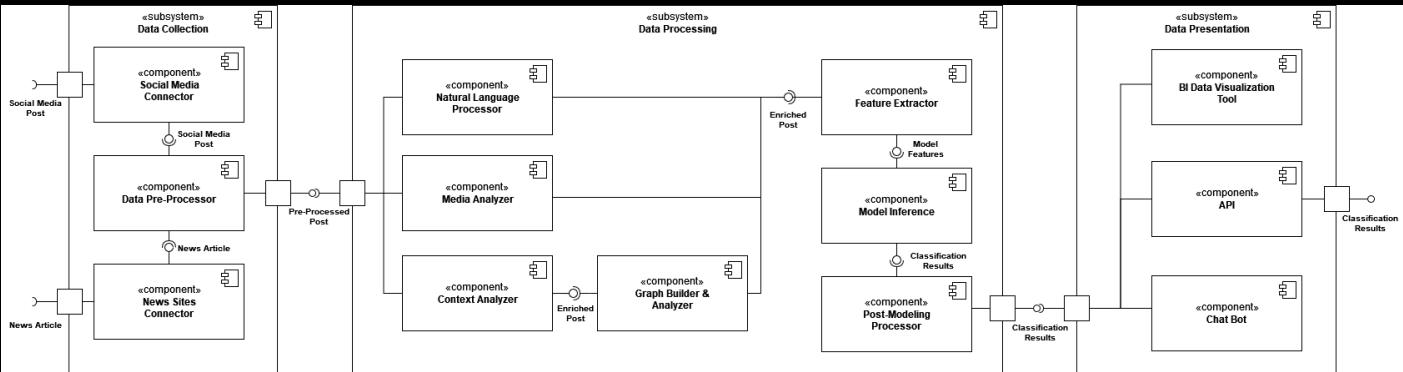 «subsystem»
Data Collection
«component»
Social Media
Connector
Social Media
Post
Social Media
Post
«component»
Data Pre-Processor
News Article
«component»
News Sites
Connector
News Article
Pre-Processed
Post
«subsystem»
Data Processing
«component»
Natural Language
Processor
«component»
Media Analyzer
«component»
Context Analyzer
Enriched
Post
«component»
Graph Builder &
Analyzer
Enriched
Post
«component»
Feature Extractor
Model
Features
«component»
Model Inference
Classification
Results
«component»
Post-Modeling
Processor
Classification
Results
«subsystem»
Data Presentation
«component»
BI Data Visualization
Tool
«component»
API
Classification
Results
«component»
Chat Bot